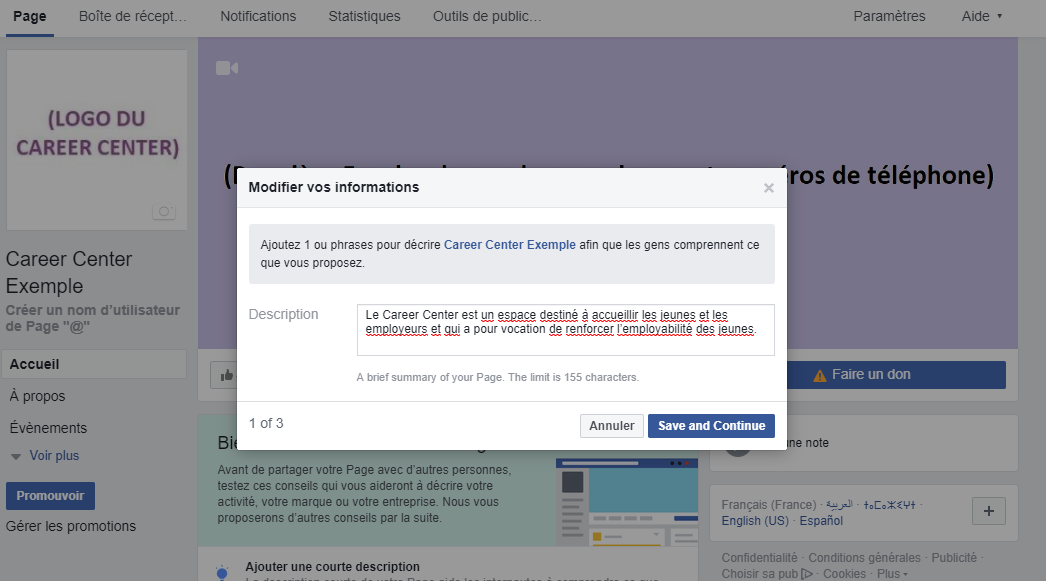 Page Boîte de récept… Notifications Statistiques Outils de public… Paramètres Aide
(LOGO DU
CAREER CENTER)
ros de téléphone)
Career Center
Exemple
Créer un nom d’utilisateur
de Page "@"
Accueil
À propos
Évènements
Voir plus
Promouvoir
Gérer les promotions
Modifier vos informations ×
Ajoutez 1 ou phrases pour décrire Career Center Exemple afin que les gens comprennent ce
que vous proposez.
Description
Le Career Center est un espace destiné à accueillir les jeunes et les
employeurs et qui a pour vocation de renforcer l’employabilité des jeunes.
A brief summary of your Page. The limit is 155 characters.
1 of 3
Annuler Save and Continue
Faire un don
Avant de partager votre Page avec d’autres personnes,
testez ces conseils qui vous aideront à décrire votre
activité, votre marque ou votre entreprise. Nous vous
proposerons d’autres conseils par la suite.
Ajouter une courte description
ne note
Français (France) · العربية · ⵜⴰⵎⴰⵣⵉⵖⵜ ·
English (US) · Español
+
Confidentialité · Conditions générales · Publicité ·
Choisir sa pub · Cookies · Plus